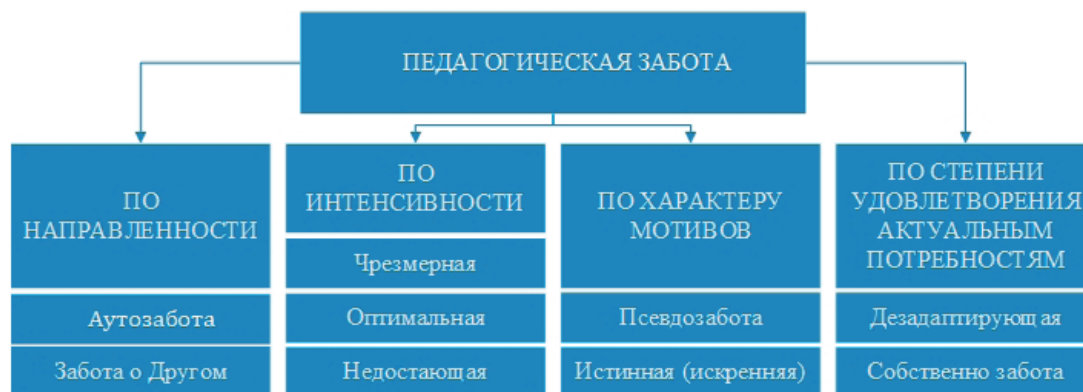 ПЕДАГОГИЧЕСКАЯ ЗАБОТА
ПО
НАПРАВЛЕННОСТИ
Аутозабота
Забота о Другом
ПО
ИНТЕНСИВНОСТИ
Чрезмерная
Оптимальная
Недостающая
ПО ХАРАКТЕРУ
МОТИВОВ
Псевдозабота
Истинная (искренняя)
ПО СТЕПЕНИ
УДОВЛЕТВОРЕНИЯ
АКТУАЛЬНЫМ
ПОТРЕБНОСТЯМ
Дезадаптирующая
Собственно забота